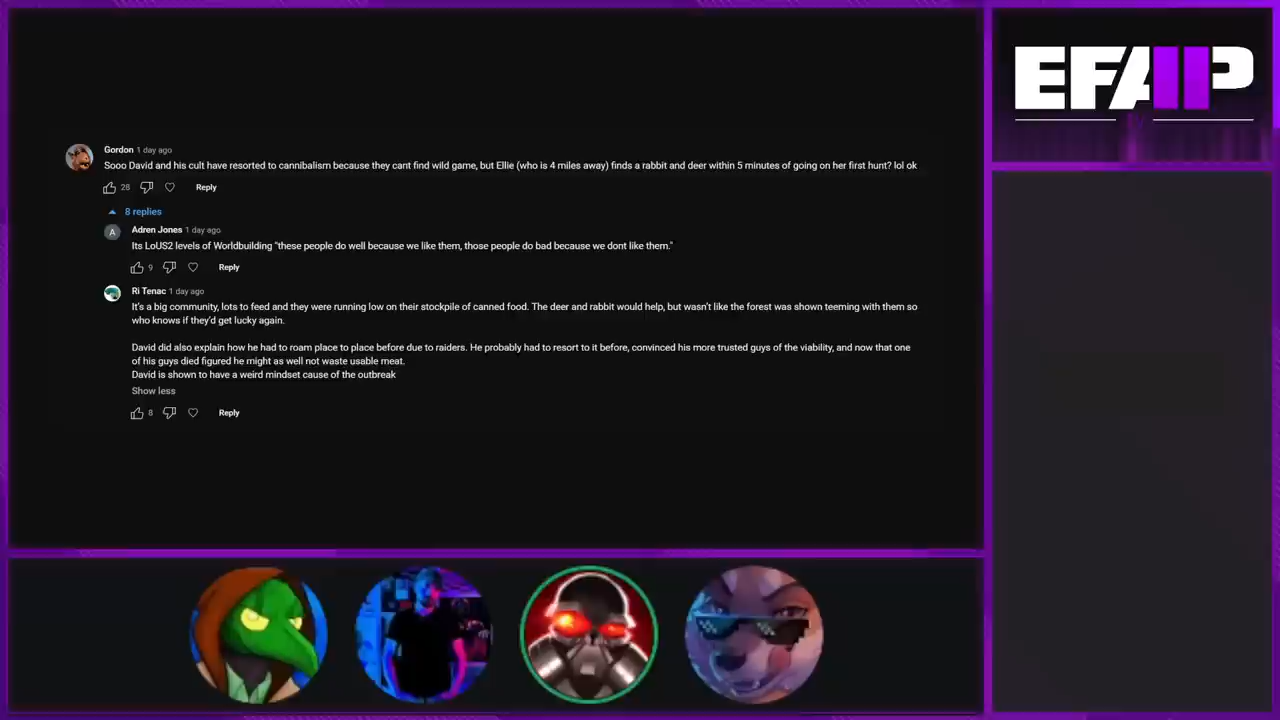 EFAP
Gordon 1 day ago
Sooo David and his cult have resorted to cannibalism because they cant find wild game, but Ellie (who is 4 miles away) finds a rabbit and deer within 5 minutes of going on her first hunt? lol ok
28 Reply
8 replies
A Adren Jones 1 day ago
Its LoUS2 levels of Worldbuilding "these people do well because we like them, those people do bad because we dont like them."
9 Reply
Ri Tenac 1 day ago
It's a big community, lots to feed and they were running low on their stockpile of canned food. The deer and rabbit would help, but wasn't like the forest was shown teeming with them so
who knows if they'd get lucky again.
David did also explain how he had to roam place to place before due to raiders. He probably had to resort to it before, convinced his more trusted guys of the viability, and now that one
of his guys died figured he might as well not waste usable meat.
David is shown to have a weird mindset cause of the outbreak
Show less
8 Reply